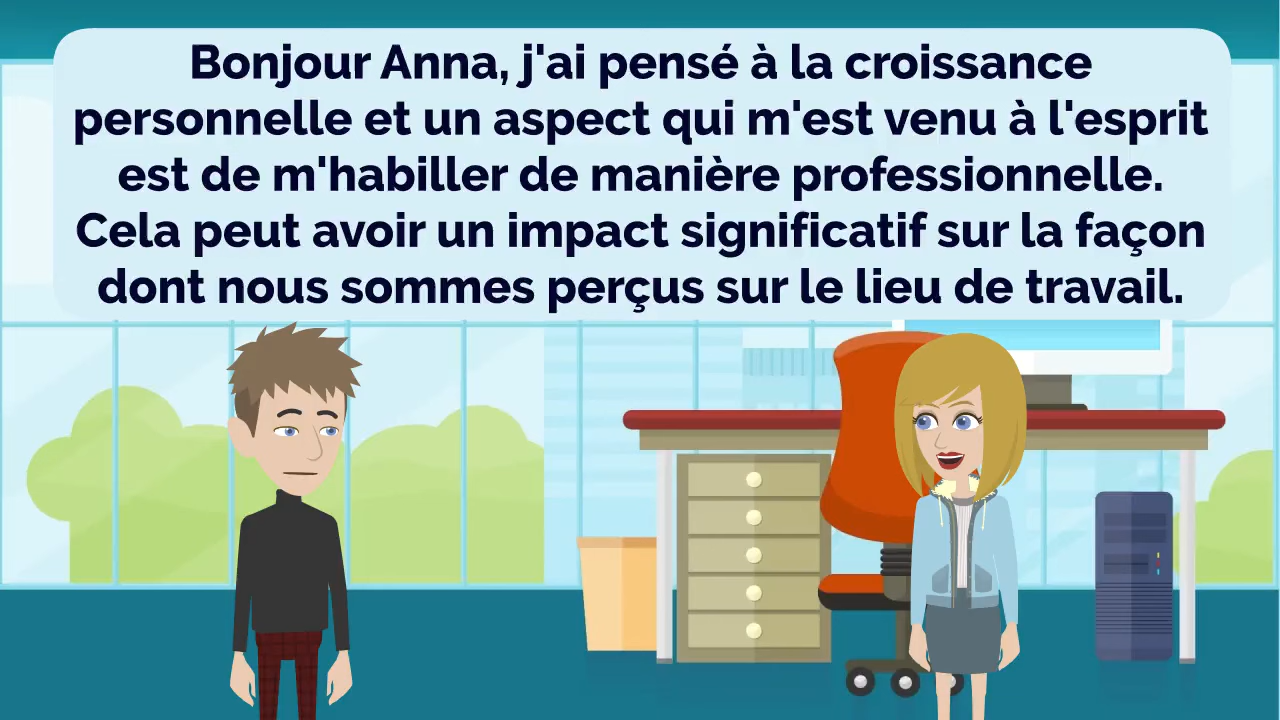 Bonjour Anna, j'ai pensé à la croissance
personnelle et un aspect qui m'est venu à l'esprit
est de m'habiller de manière professionnelle.
Cela peut avoir un impact significatif sur la façon
dont nous sommes perçus sur le lieu de travail.